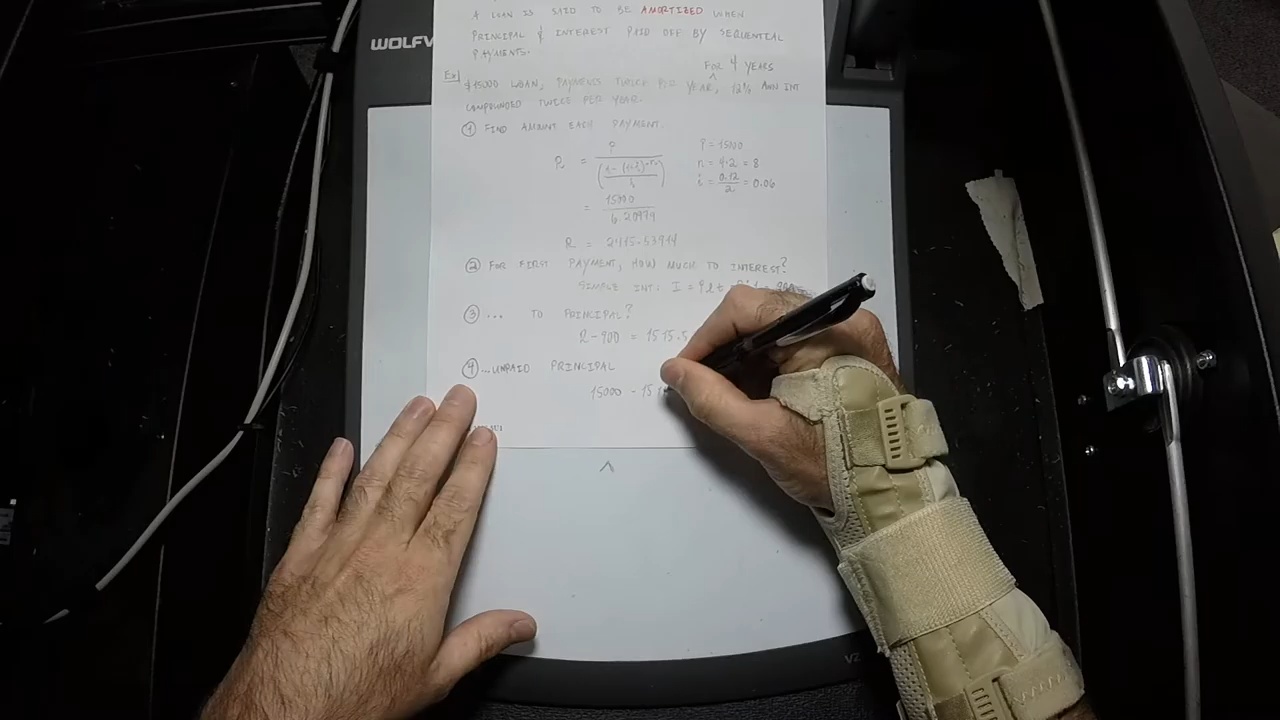 A LOAN IS SAID TO BE AMORTIZED WHEN
WOLFV
PRINCIPAL & INTEREST PAID OFF BY SEQUENTIAL
PAYMENTS.
FOR 4 YEARS
Ex $15000 LOAN, PAYMENTS TWICE PER YEAR, ^ 12% ANN INT
COMPOUNDED TWICE PER YEAR.
① FIND AMOUNT EACH PAYMENT.
R = P P = 15000
n = 4·2 = 8
i = 0.12/2 = 0.06
= 15000/6.20979
R = 2415.53914
② FOR FIRST PAYMENT, HOW MUCH TO INTEREST?
SIMPLE INT: I = Prt
③ ... TO PRINCIPAL?
R-900 = 1515.5
④ ...UNPAID PRINCIPAL
15000 - 15
^
V2